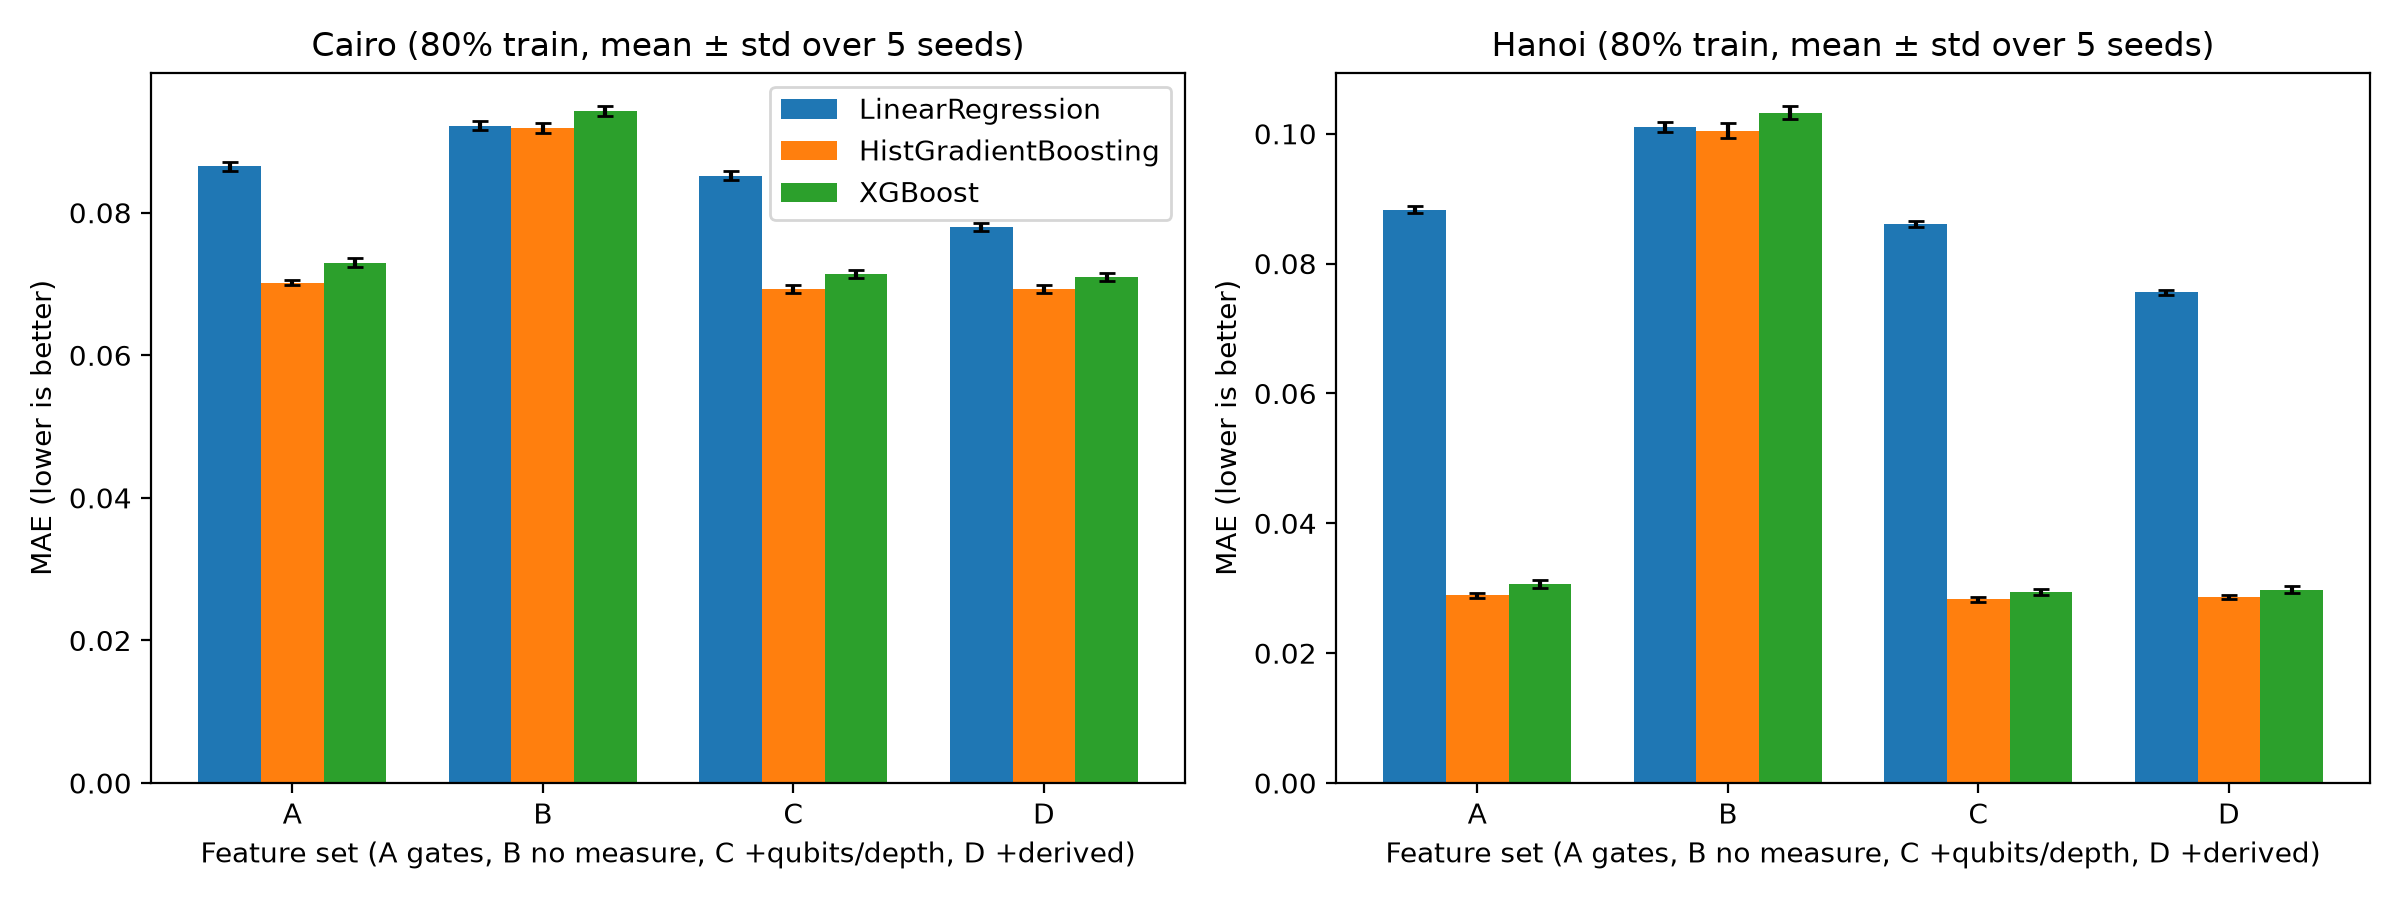 Cairo (80% train, mean ± std over 5 seeds)
MAE (lower is better)
0.08
0.06
0.04
0.02
0.00
LinearRegression
HistGradientBoosting
XGBoost
A
B
C
D
Feature set (A gates, B no measure, C +qubits/depth, D +derived)
Hanoi (80% train, mean ± std over 5 seeds)
MAE (lower is better)
0.10
0.08
0.06
0.04
0.02
0.00
A
B
C
D
Feature set (A gates, B no measure, C +qubits/depth, D +derived)